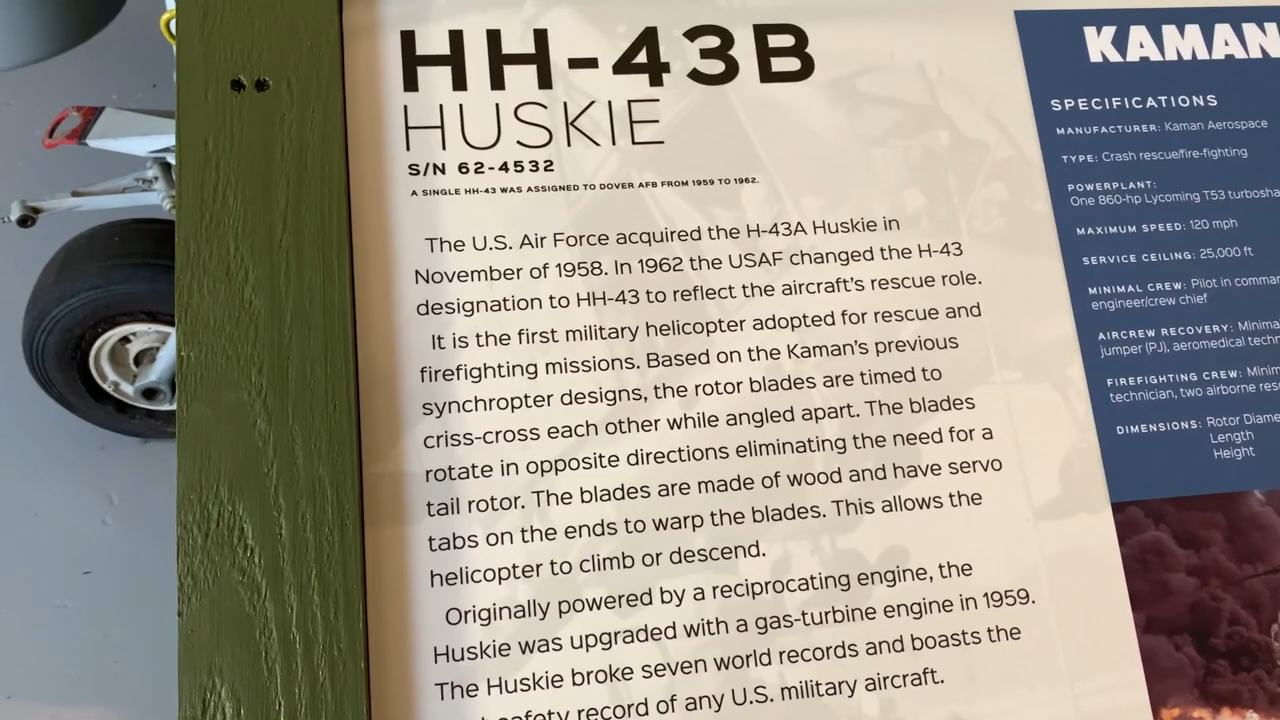 HH-43B
HUSKIE
S/N 62-4532
A SINGLE HH-43 WAS ASSIGNED TO DOVER AFB FROM 1959 TO 1962.
The U.S. Air Force acquired the H-43A Huskie in
November of 1958. In 1962 the USAF changed the H-43
designation to HH-43 to reflect the aircraft's rescue role.
It is the first military helicopter adopted for rescue and
firefighting missions. Based on the Kaman's previous
synchropter designs, the rotor blades are timed to
criss-cross each other while angled apart. The blades
rotate in opposite directions eliminating the need for a
tail rotor. The blades are made of wood and have servo
tabs on the ends to warp the blades. This allows the
helicopter to climb or descend.
Originally powered by a reciprocating engine, the
Huskie was upgraded with a gas-turbine engine in 1959.
The Huskie broke seven world records and boasts the
safety record of any U.S. military aircraft.
KAMAN
SPECIFICATIONS
MANUFACTURER: Kaman Aerospace
TYPE: Crash rescue/fire-fighting
POWERPLANT:
One 860-hp Lycoming T53
MAXIMUM SPEED: 120 mph
SERVICE CEILING: 25,000 ft
MINIMAL CREW: Pilot in
engineer/crew chief
AIRCREW RECOVERY:
jumper (PJ), aeromedical
FIREFIGHTING CREW:
technician, two airborne
DIMENSIONS: Rotor
Length
Height